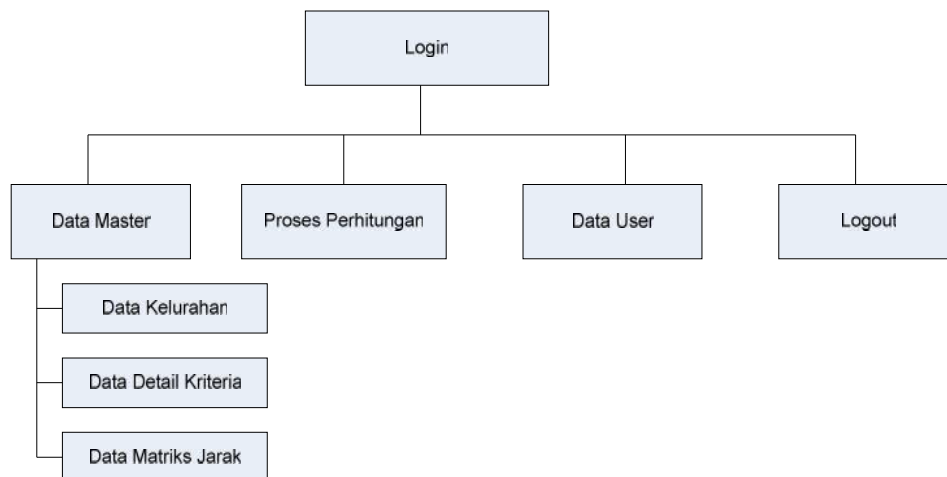 Login
Data Master
Proses Perhitungan
Data User
Logout
Data Kelurahan
Data Detail Kriteria
Data Matriks Jarak